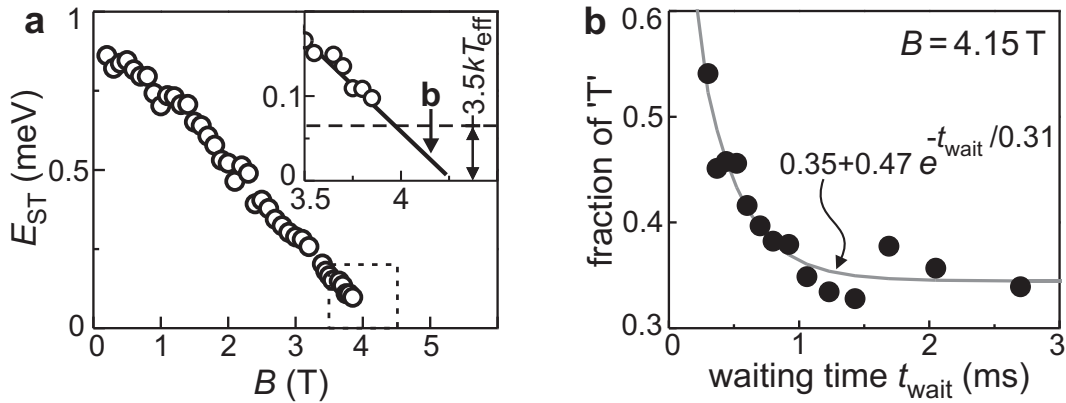 a
E_ST (meV)
1
0.5
0
0 1 2 3 4 5
B (T)
0.1
0
3.5 4
b
3.5kT_eff
b
fraction of 'T'
0.6
0.5
0.4
0.3
B = 4.15 T
0.35+0.47 e^-t_wait /0.31
0 1 2 3
waiting time t_wait (ms)